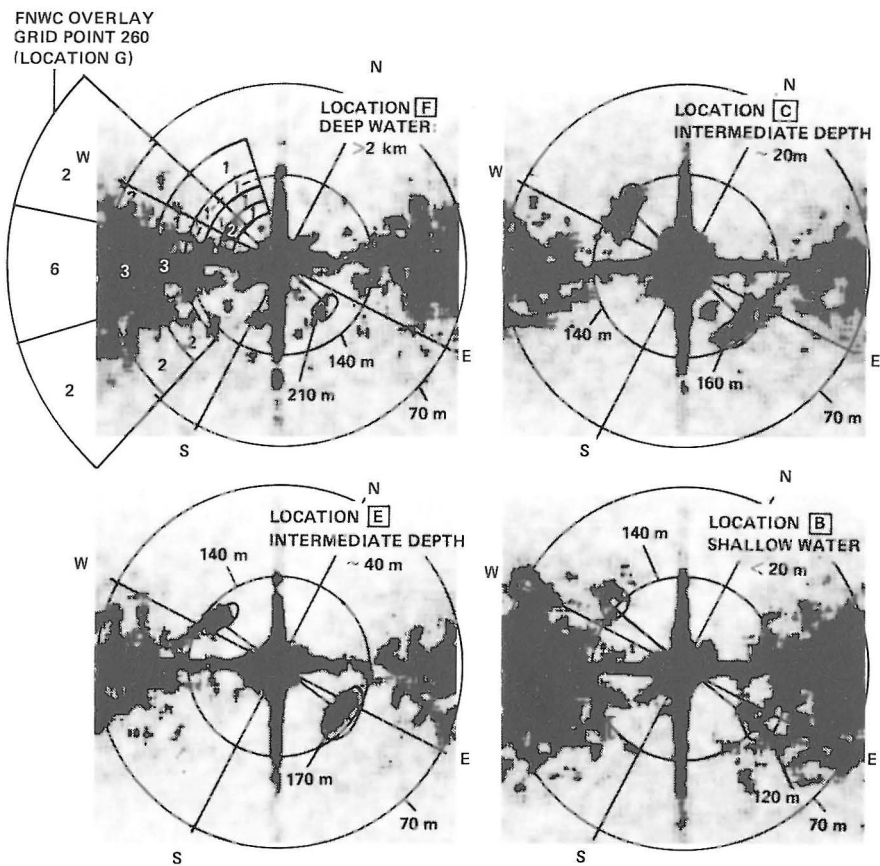 FNWC OVERLAY
GRID POINT 260
(LOCATION G)
N
LOCATION F
DEEP WATER
>2 km
W
2
6
2
3
3
2
2
2
1
1-
140 m
210 m
70 m
E
S
N
LOCATION C
INTERMEDIATE DEPTH
~ 20m
W
140 m
160 m
70 m
E
S
N
LOCATION E
INTERMEDIATE DEPTH
~ 40 m
W
140 m
170 m
70 m
E
S
N
LOCATION B
SHALLOW WATER
< 20 m
W
140 m
120 m
70 m
E
S